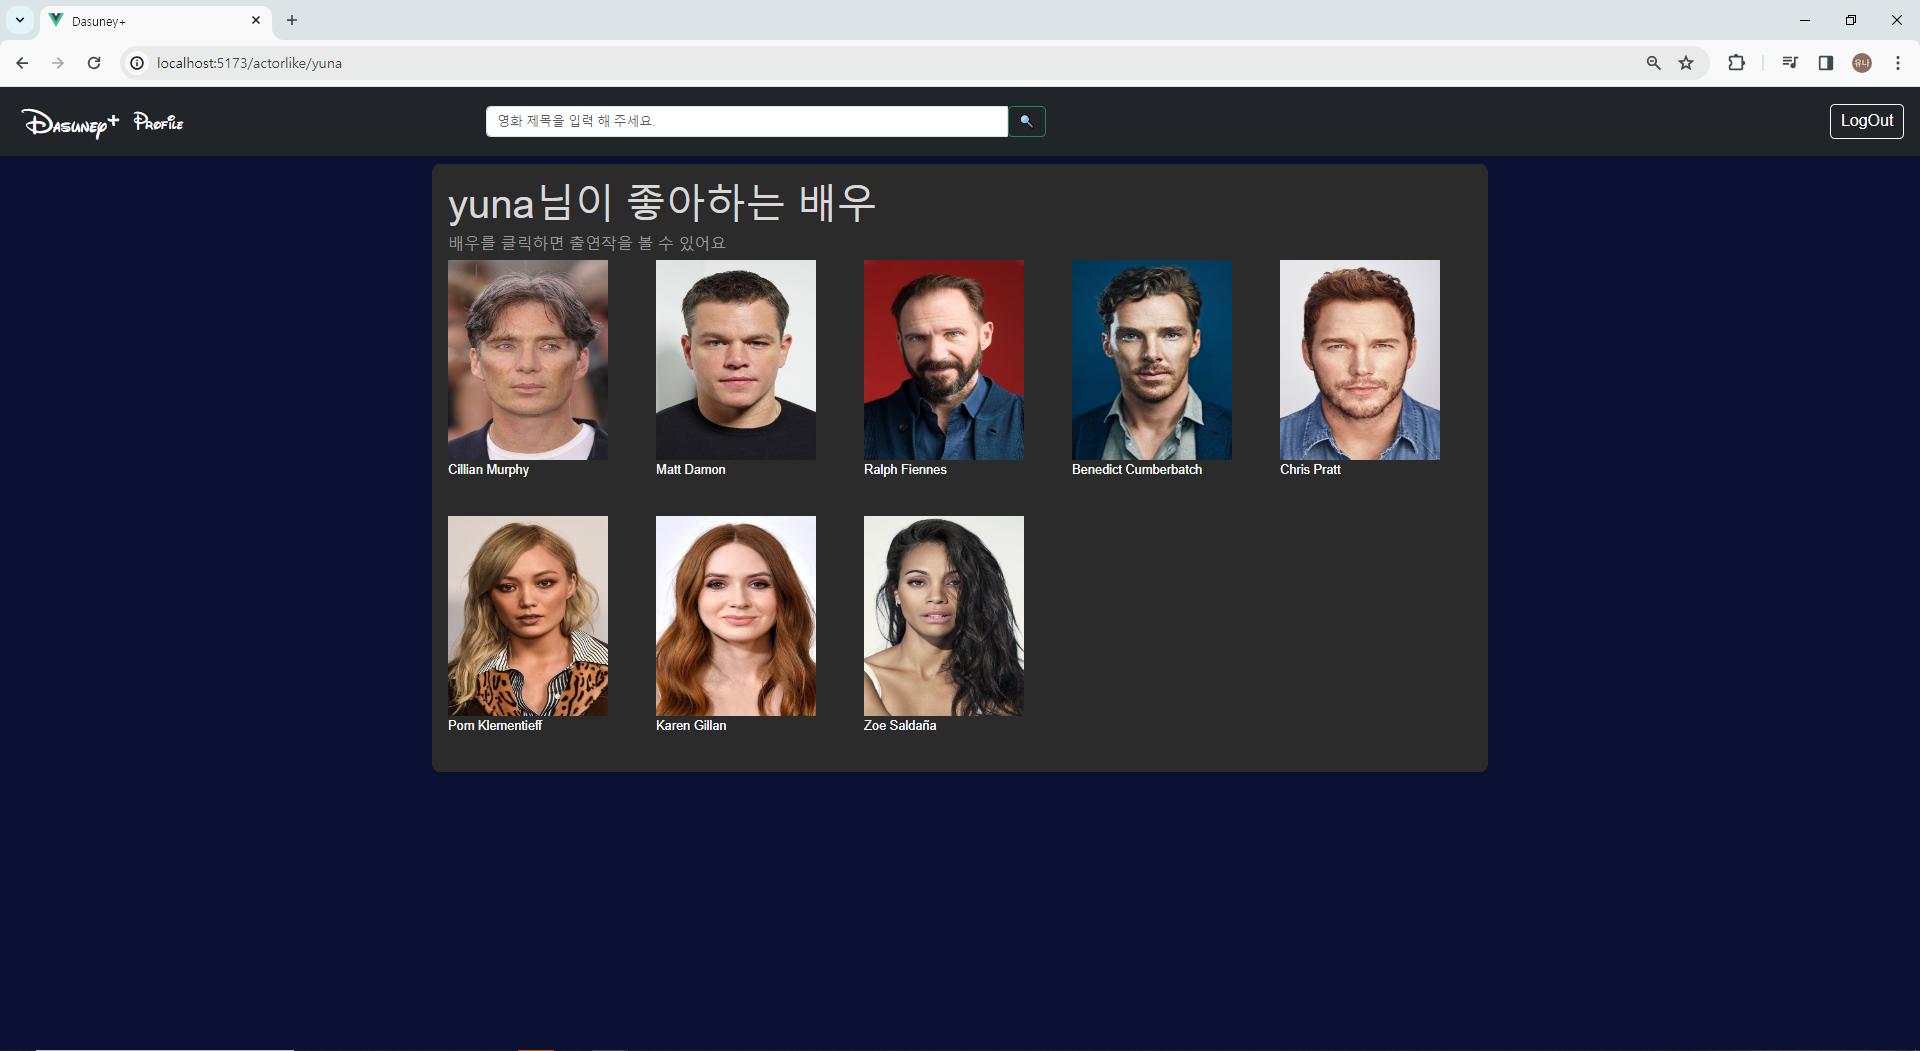 Dasuney+
localhost:5173/actorlike/yuna
유나
DASUNEY+ PROFILE
영화 제목을 입력 해 주세요.
LogOut
yuna님이 좋아하는 배우
배우를 클릭하면 출연작을 볼 수 있어요
Cillian Murphy
Matt Damon
Ralph Fiennes
Benedict Cumberbatch
Chris Pratt
Pom Klementieff
Karen Gillan
Zoe Saldaña